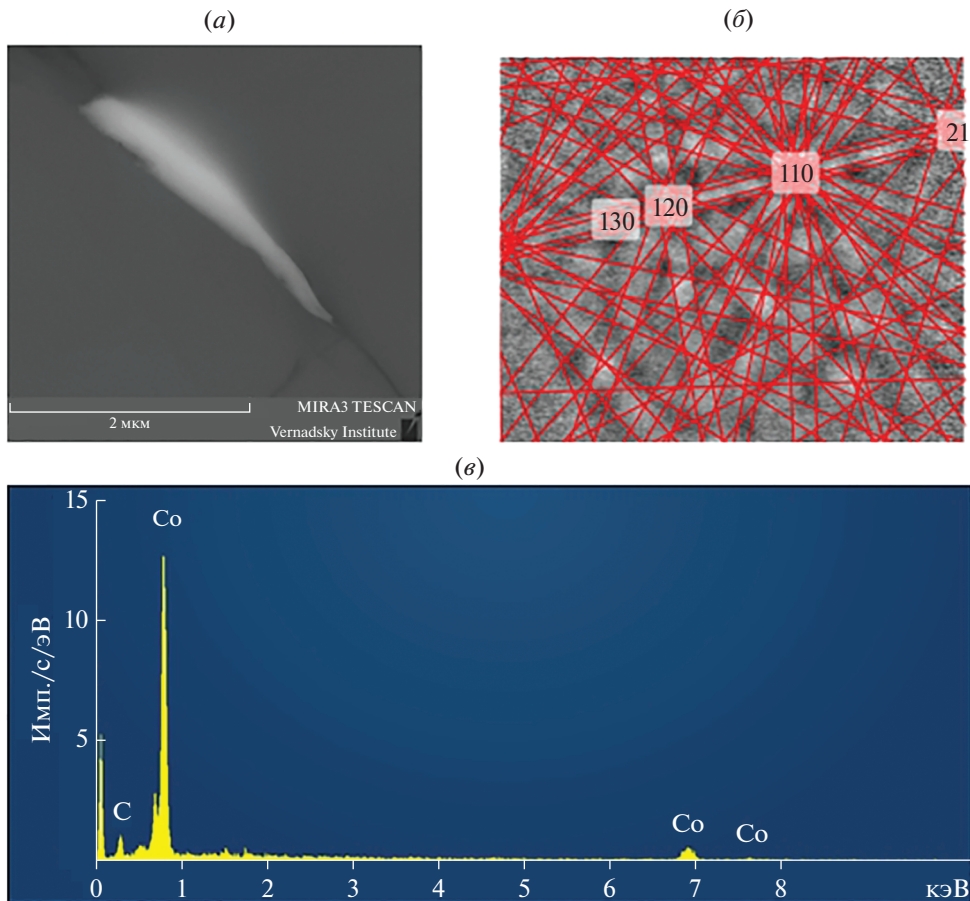 (а)
(б)
2 мкм
MIRA3 TESCAN
Vernadsky Institute
21
110
120
130
(в)
15
10
5
Имп./с/эВ
Co
C
Co
Co
0 1 2 3 4 5 6 7 8 кэВ